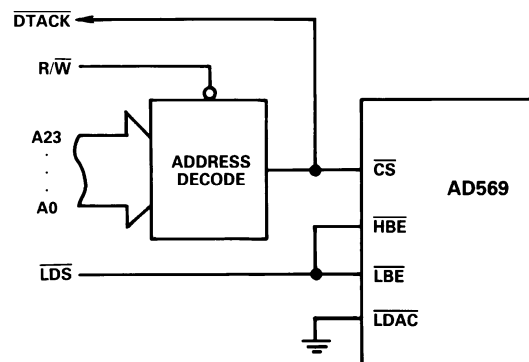 DTACK
R/W
A23
.
.
.
A0
ADDRESS
DECODE
CS
AD569
HBE
LDS
LBE
LDAC